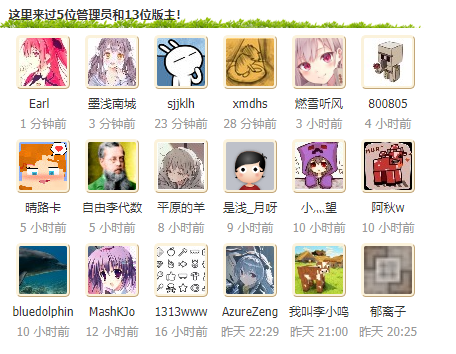 这里来过5位管理员和13位版主!
Earl 墨浅南城 sjjklh xmdhs 燃雪听风 800805
1 分钟前 3 分钟前 23 分钟前 28 分钟前 3 小时前 4 小时前
晴路卡 自由李代数 平原的羊 是浅_月呀 小灬望 阿秋w
5 小时前 5 小时前 8 小时前 9 小时前 10 小时前 10 小时前
bluedolphin MashKJo 1313www AzureZeng 我叫李小鸣 郁离子
10 小时前 12 小时前 16 小时前 昨天 22:29 昨天 21:00 昨天 20:25